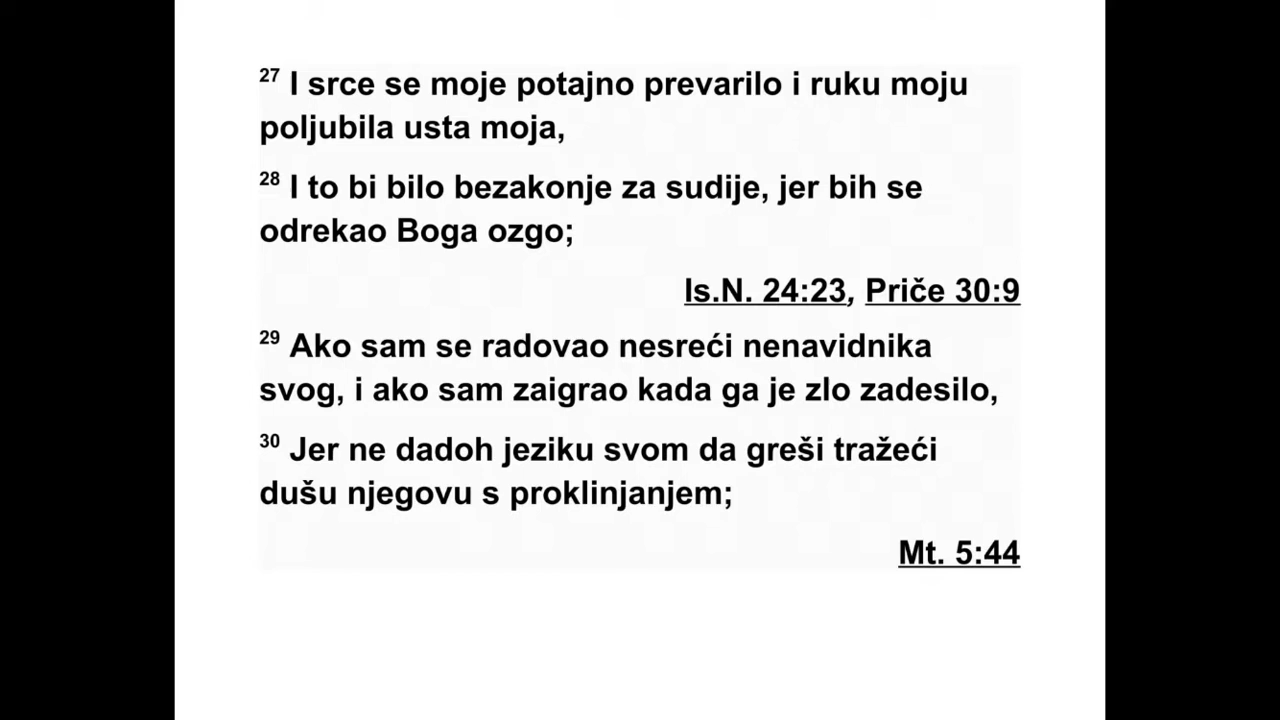 27 I srce se moje potajno prevarilo i ruku moju
poljubila usta moja,
28 I to bi bilo bezakonje za sudije, jer bih se
odrekao Boga ozgo;
Is.N. 24:23, Priče 30:9
29 Ako sam se radovao nesreći nenavidnika
svog, i ako sam zaigrao kada ga je zlo zadesilo,
30 Jer ne dadoh jeziku svom da greši tražeći
dušu njegovu s proklinjanjem;
Mt. 5:44